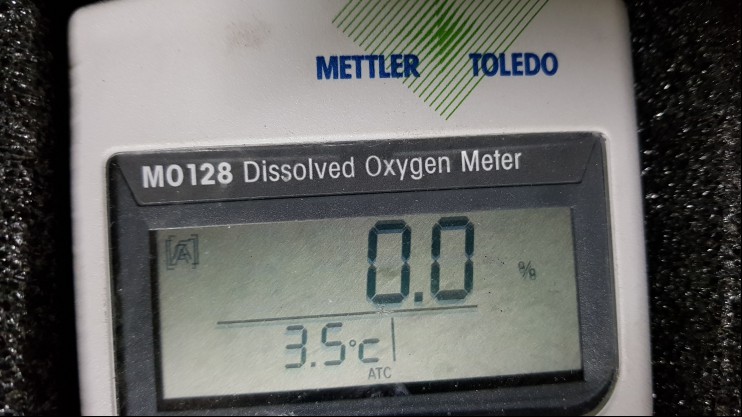 METTLER TOLEDO
MO128 Dissolved Oxygen Meter
0.0 %
3.5°C
ATC